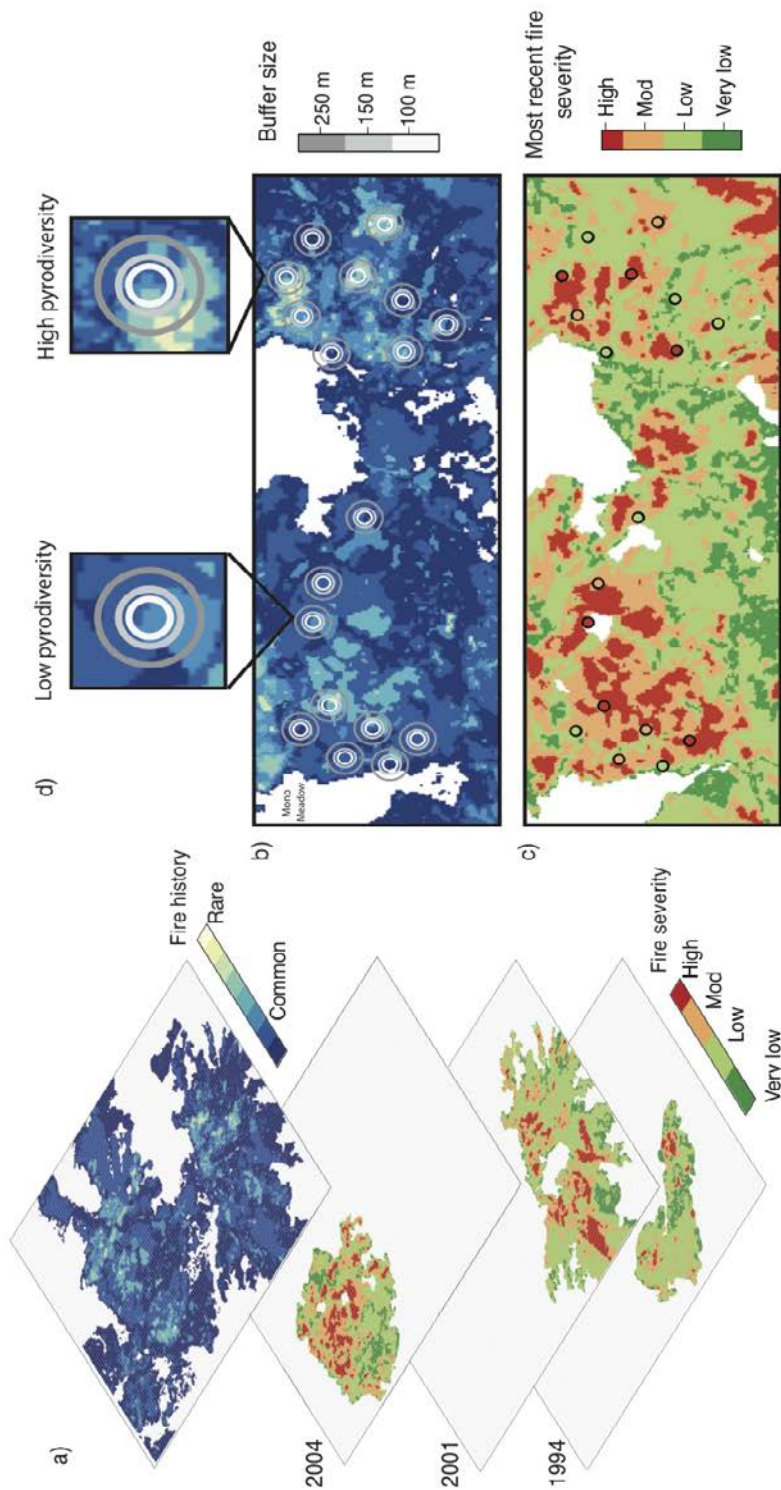 a)
Fire history
Rare
Common
2004
2001
1994
Fire severity
High
Mod
Low
Very low
d)
Low pyrodiversity
High pyrodiversity
b)
Mono
Meadow
Buffer size
250 m
150 m
100 m
c)
Most recent fire
severity
High
Mod
Low
Very low